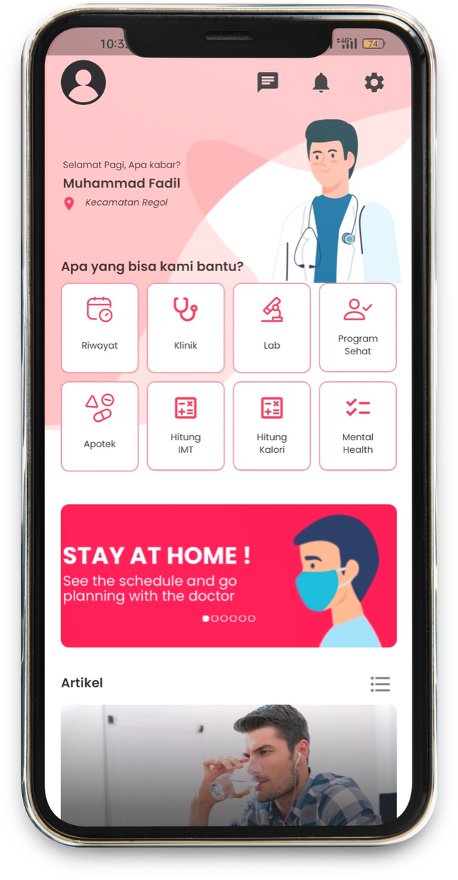 74
Selamat Pagi, Apa kabar?
Muhammad Fadil
Kecamatan Regol
Apa yang bisa kami bantu?
Riwayat
Klinik
Lab
Program
Sehat
Apotek
Hitung
IMT
Hitung
Kalori
Mental
Health
STAY AT HOME !
See the schedule and go
planning with the doctor
Artikel